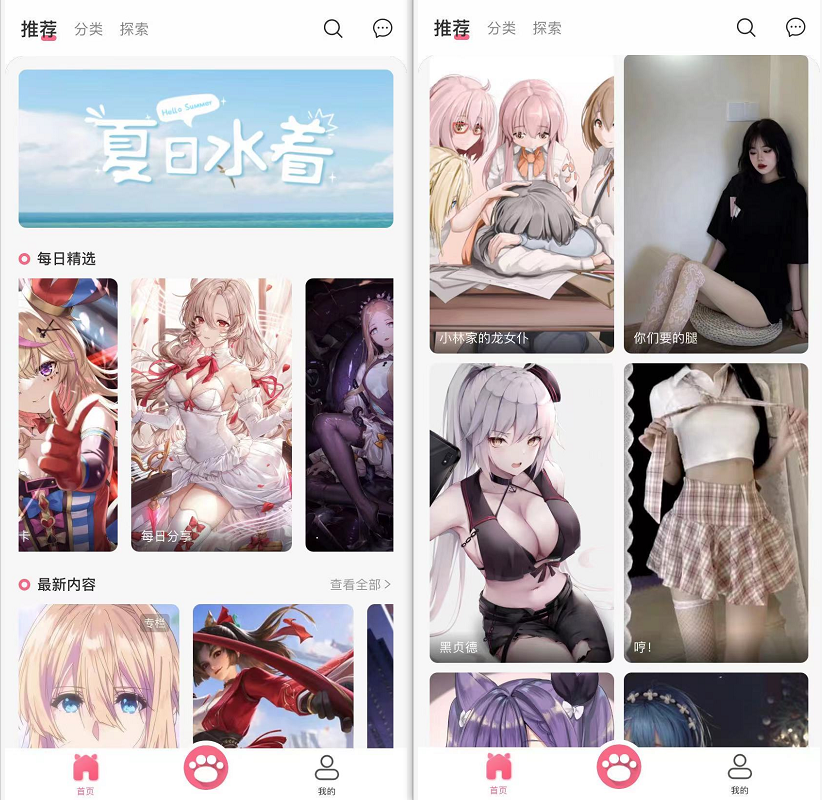 推荐 分类 探索
Hello Summer
夏日水着
每日精选
卡
每日分享
最新内容 查看全部
专栏
首页 我的
推荐 分类 探索
小林家的龙女仆 你们要的腿
黑贞德 哼!
首页 我的